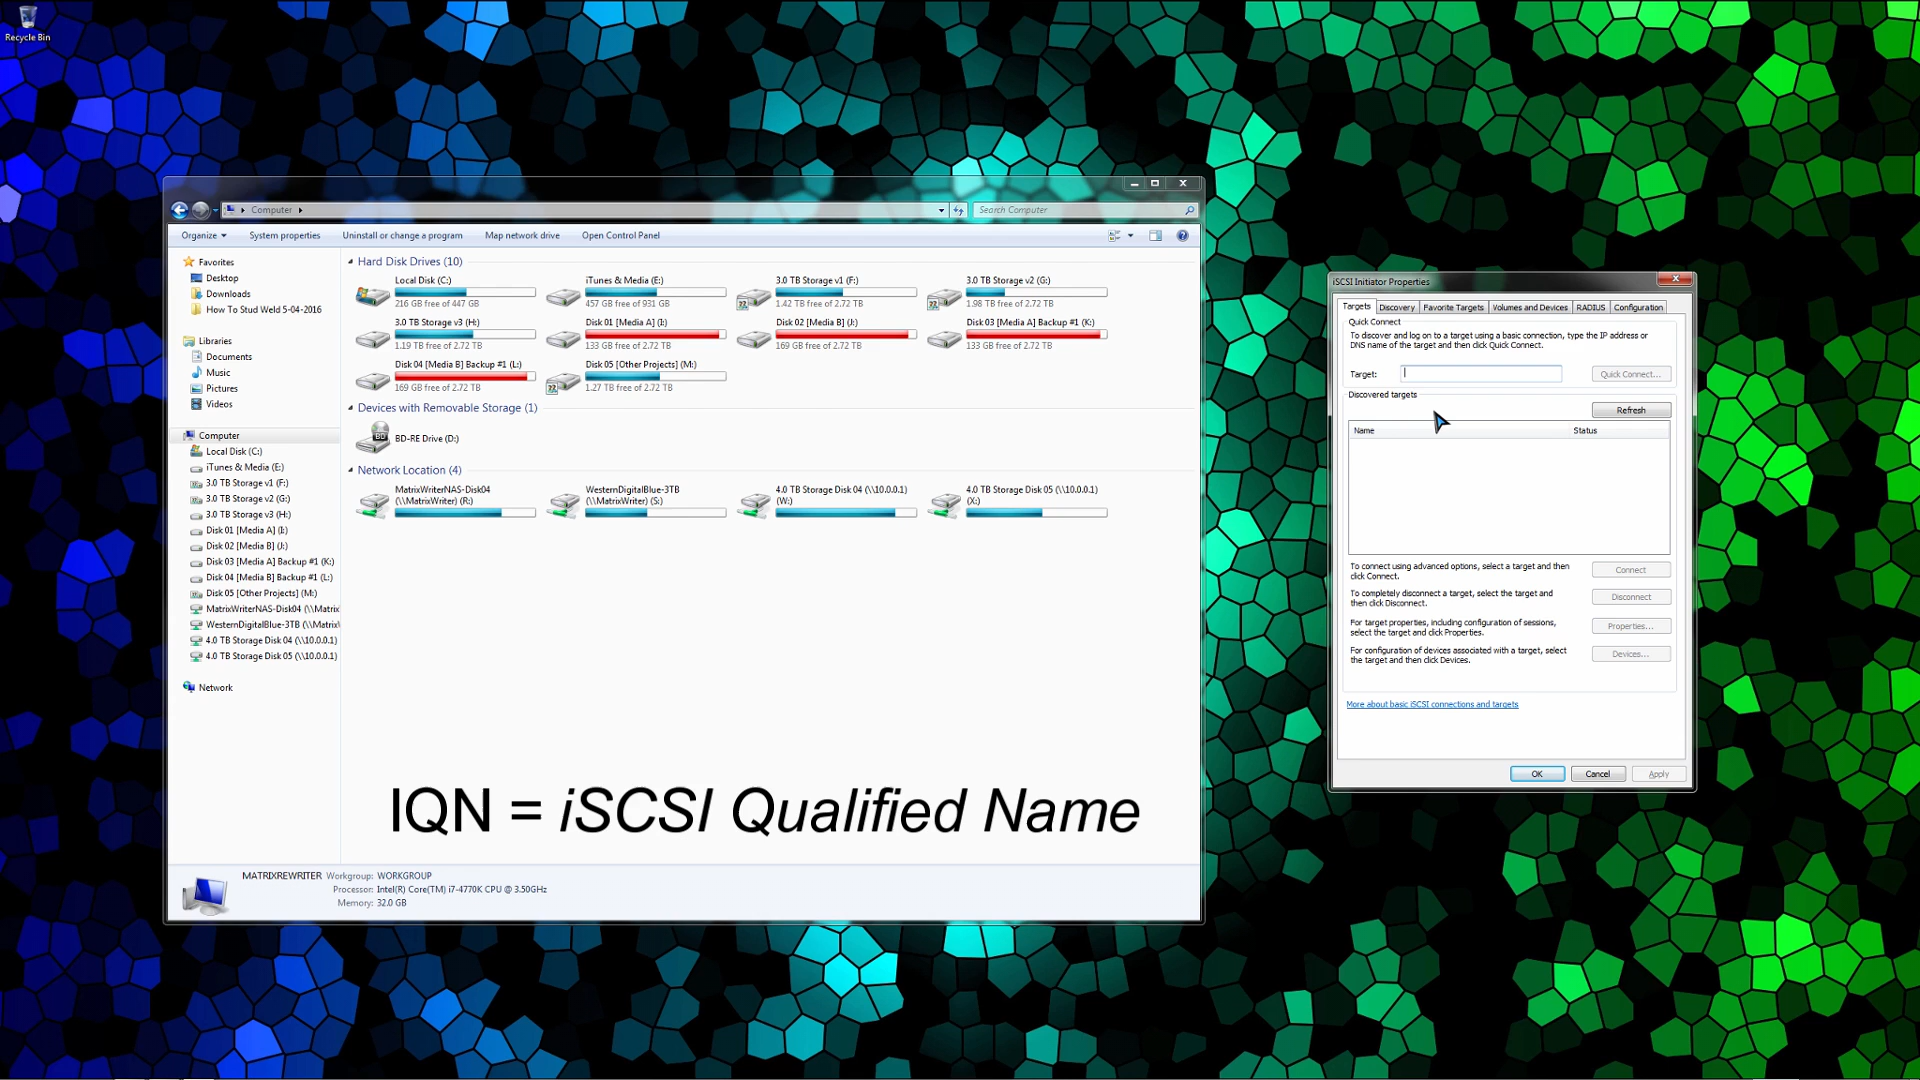 Recycle Bin
Computer
Search Computer
Organize
System properties
Uninstall or change a program
Map network drive
Open Control Panel
Favorites
Desktop
Downloads
How To Stud Weld 5-04-2016
Libraries
Documents
Music
Pictures
Videos
Computer
Local Disk (C:)
iTunes & Media (E:)
3.0 TB Storage v1 (F:)
3.0 TB Storage v2 (G:)
3.0 TB Storage v3 (H:)
Disk 01 [Media A] (I:)
Disk 02 [Media B] (J:)
Disk 03 [Media A] Backup #1 (K:)
Disk 04 [Media B] Backup #1 (L:)
Disk 05 [Other Projects] (M:)
MatrixWriterNAS-Disk04 (\\Matrix
WesternDigitalBlue-3TB (\\Matrix
4.0 TB Storage Disk 04 (\\10.0.0.1)
4.0 TB Storage Disk 05 (\\10.0.0.1)
Network
Hard Disk Drives (10)
Local Disk (C:)
216 GB free of 447 GB
iTunes & Media (E:)
457 GB free of 931 GB
3.0 TB Storage v1 (F:)
1.42 TB free of 2.72 TB
3.0 TB Storage v2 (G:)
1.98 TB free of 2.72 TB
3.0 TB Storage v3 (H:)
1.19 TB free of 2.72 TB
Disk 01 [Media A] (I:)
133 GB free of 2.72 TB
Disk 02 [Media B] (J:)
169 GB free of 2.72 TB
Disk 03 [Media A] Backup #1 (K:)
133 GB free of 2.72 TB
Disk 04 [Media B] Backup #1 (L:)
169 GB free of 2.72 TB
Disk 05 [Other Projects] (M:)
1.27 TB free of 2.72 TB
Devices with Removable Storage (1)
BD
BD-RE Drive (D:)
Network Location (4)
MatrixWriterNAS-Disk04
(\\MatrixWriter) (R:)
WesternDigitalBlue-3TB
(\\MatrixWriter) (S:)
4.0 TB Storage Disk 04 (\\10.0.0.1)
(W:)
4.0 TB Storage Disk 05 (\\10.0.0.1)
(X:)
IQN = iSCSI Qualified Name
MATRIXREWRITER Workgroup: WORKGROUP
Processor: Intel(R) Core(TM) i7-4770K CPU @ 3.50GHz
Memory: 32.0 GB
iSCSI Initiator Properties
Targets
Discovery
Favorite Targets
Volumes and Devices
RADIUS
Configuration
Quick Connect
To discover and log on to a target using a basic connection, type the IP address or
DNS name of the target and then click Quick Connect.
Target:
Quick Connect...
Discovered targets
Refresh
Name
Status
To connect using advanced options, select a target and then
click Connect.
Connect
To completely disconnect a target, select the target and
then click Disconnect.
Disconnect
For target properties, including configuration of sessions,
select the target and click Properties.
Properties...
For configuration of devices associated with a target, select
the target and then click Devices.
Devices...
More about basic iSCSI connections and targets
OK
Cancel
Apply